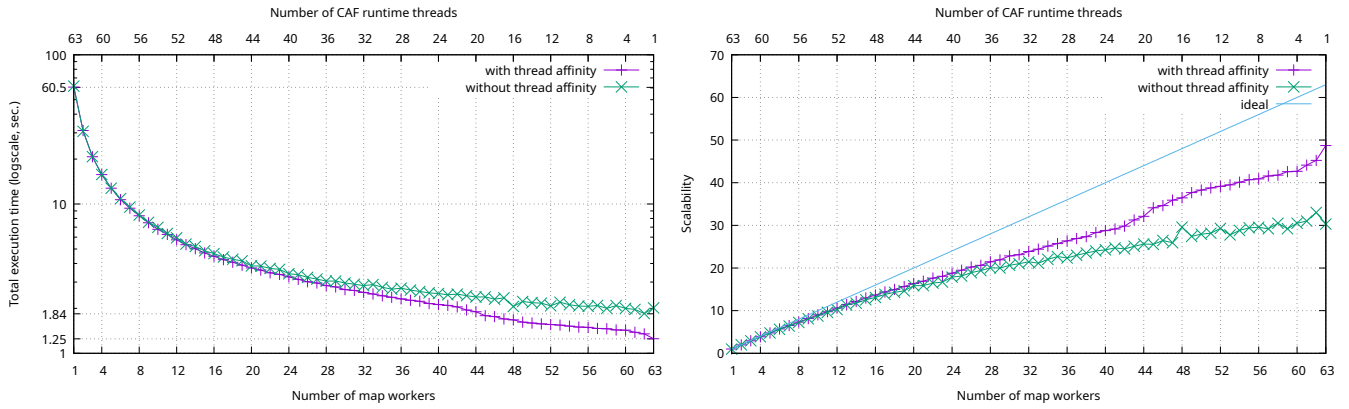 Number of CAF runtime threads
63 60 56 52 48 44 40 36 32 28 24 20 16 12 8 4 1
100
60.5
10
1.84
1.25
1
Total execution time (logscale, sec.)
with thread affinity
without thread affinity
1 4 8 12 16 20 24 28 32 36 40 44 48 52 56 60 63
Number of map workers
Number of CAF runtime threads
63 60 56 52 48 44 40 36 32 28 24 20 16 12 8 4 1
70
60
50
40
30
20
10
0
Scalability
with thread affinity
without thread affinity
ideal
1 4 8 12 16 20 24 28 32 36 40 44 48 52 56 60 63
Number of map workers